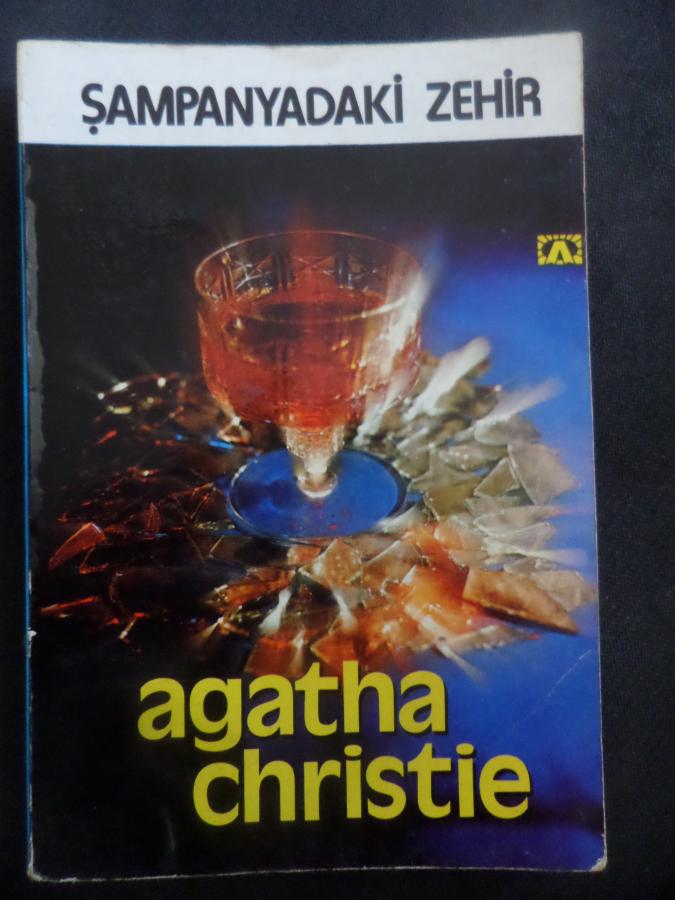 ŞAMPANYADAKİ ZEHİR
A
agatha
christie